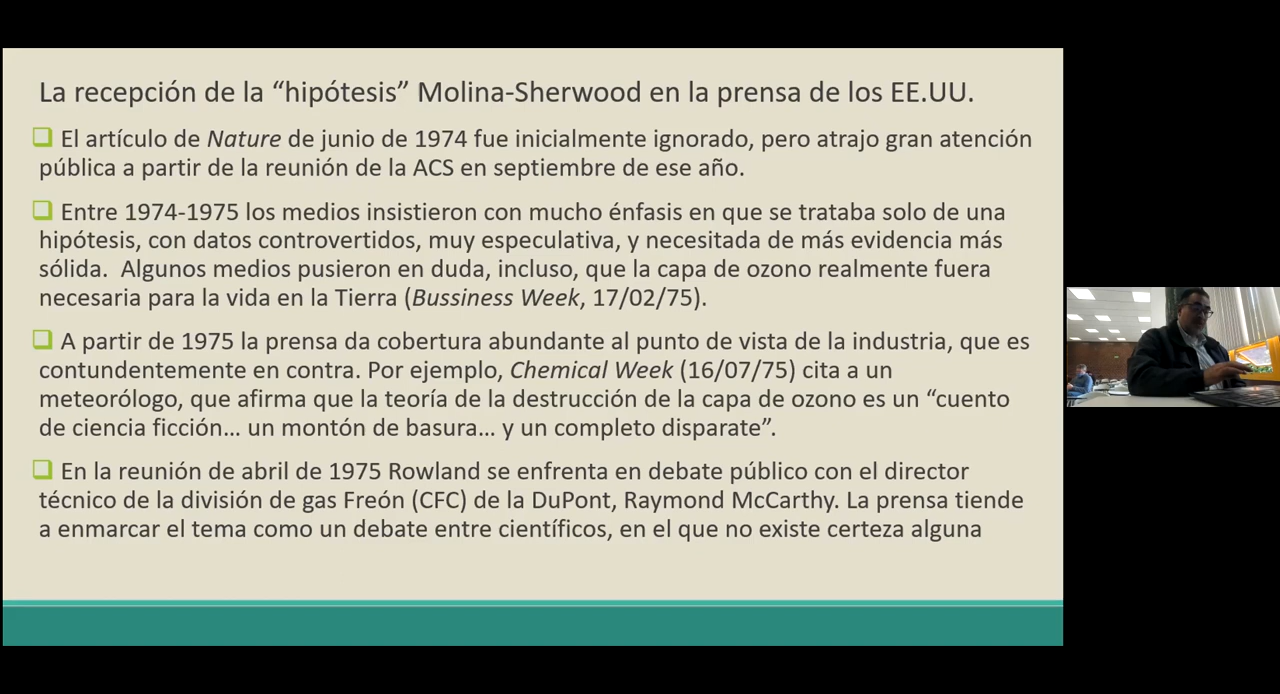 La recepción de la “hipótesis” Molina-Sherwood en la prensa de los EE.UU.
El artículo de Nature de junio de 1974 fue inicialmente ignorado, pero atrajo gran atención
pública a partir de la reunión de la ACS en septiembre de ese año.
Entre 1974-1975 los medios insistieron con mucho énfasis en que se trataba solo de una
hipótesis, con datos controvertidos, muy especulativa, y necesitada de más evidencia más
sólida.  Algunos medios pusieron en duda, incluso, que la capa de ozono realmente fuera
necesaria para la vida en la Tierra (Bussiness Week, 17/02/75).
A partir de 1975 la prensa da cobertura abundante al punto de vista de la industria, que es
contundentemente en contra. Por ejemplo, Chemical Week (16/07/75) cita a un
meteorólogo, que afirma que la teoría de la destrucción de la capa de ozono es un “cuento
de ciencia ficción… un montón de basura… y un completo disparate”.
En la reunión de abril de 1975 Rowland se enfrenta en debate público con el director
técnico de la división de gas Freón (CFC) de la DuPont, Raymond McCarthy. La prensa tiende
a enmarcar el tema como un debate entre científicos, en el que no existe certeza alguna